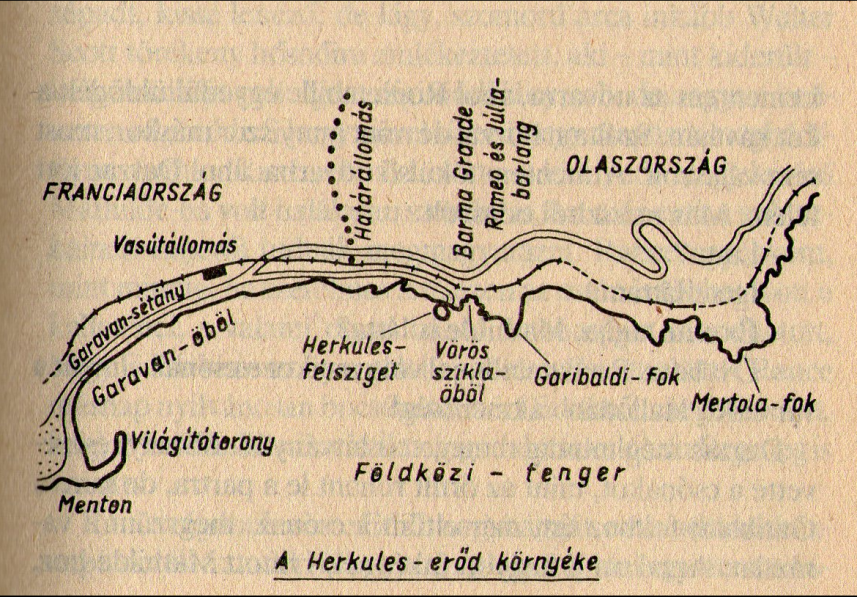 FRANCIAORSZÁG
Vasútállomás
Határállomás
Barma Grande
Romeo és Júlia-
barlang
OLASZORSZÁG
Garavan-sétány
Garavan-öböl
Herkules-
félsziget
Vörös
szikla-
öböl
Garibaldi-fok
Mertola-fok
Világítótorony
Menton
Földközi - tenger
A Herkules-erőd környéke